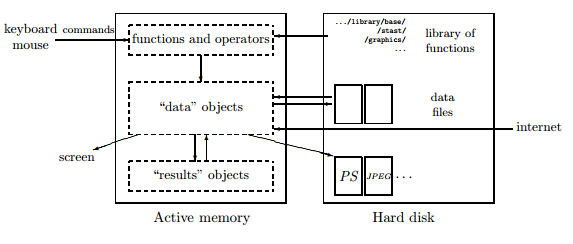 keyboard commands
mouse
functions and operators
.../library/base/
/stast/
/graphics/
...
library of
functions
"data" objects
data
files
internet
screen
"results" objects
PS
JPEG
...
Active memory
Hard disk